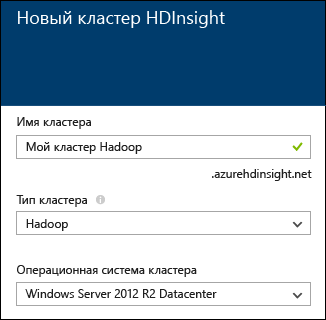 Новый кластер HDInsight
Имя кластера
Мой кластер Hadoop
.azurehdinsight.net
Тип кластера
Hadoop
Операционная система кластера
Windows Server 2012 R2 Datacenter